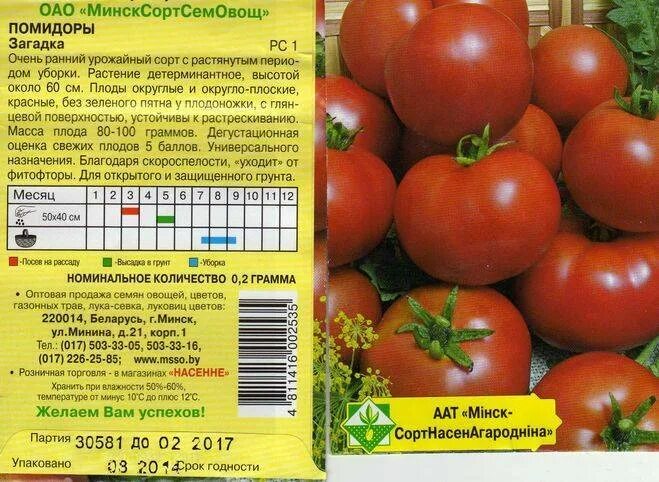 ОАО "МинскСортСемОвощ"
ПОМИДОРЫ
Загадка РС 1
Очень ранний урожайный сорт с растянутым перио-
дом уборки. Растение детерминантное, высотой
около 60 см. Плоды округлые и округло-плоские,
красные, без зеленого пятна у плодоножки, с глян-
цевой поверхностью, устойчивы к растрескиванию.
Масса плода 80-100 граммов. Дегустационная
оценка свежих плодов 5 баллов. Универсального
назначения. Благодаря скороспелости, "уходит" от
фитофторы. Для открытого и защищенного грунта.
Месяц 1 2 3 4 5 6 7 8 9 10 11 12
50x40 см
-Посев на рассаду -Высадка в грунт -Уборка
НОМИНАЛЬНОЕ КОЛИЧЕСТВО 0,2 ГРАММА
• Оптовая продажа семян овощей, цветов,
газонных трав, лука-севка, луковиц цветов:
220014, Беларусь, г.Минск,
ул.Минина, д.21, корп.1
Тел.: (017) 503-33-05, 503-33-16,
(017) 226-25-85; www.msso.by
• Розничная торговля - в магазинах "НАСЕННЕ"
Хранить при влажности 50%-60%,
температуре от минус 10°С до плюс 12°С.
Желаем Вам успехов!
4 811416 002535
Партия 30581 ДО 02 2017
Упаковано 08 2014 Срок годности
ААТ «Мінск-
СортНасенАгародніна»